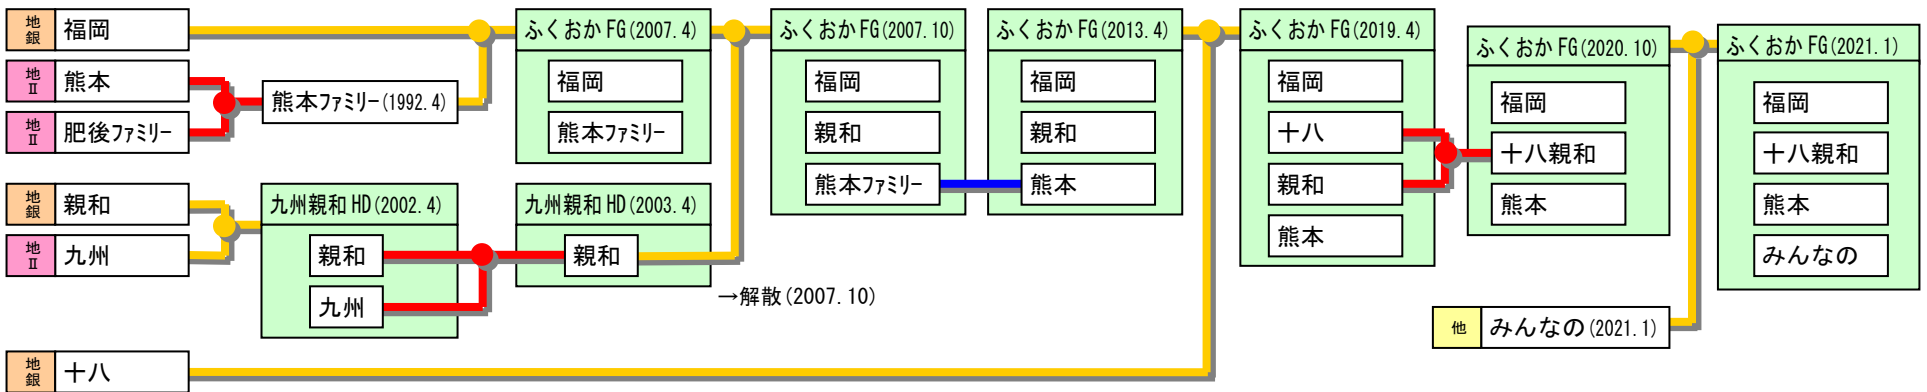 地銀 福岡
地Ⅱ 熊本
地Ⅱ 肥後ファミリー
熊本ファミリー(1992.4)
地銀 親和
地Ⅱ 九州
地銀 十八
九州親和HD(2002.4)
親和
九州
ふくおかFG(2007.4)
福岡
熊本ファミリー
九州親和HD(2003.4)
親和
→解散(2007.10)
ふくおかFG(2007.10)
福岡
親和
熊本ファミリー
ふくおかFG(2013.4)
福岡
親和
熊本
ふくおかFG(2019.4)
福岡
十八
親和
熊本
ふくおかFG(2020.10)
福岡
十八親和
熊本
他 みんなの(2021.1)
ふくおかFG(2021.1)
福岡
十八親和
熊本
みんなの